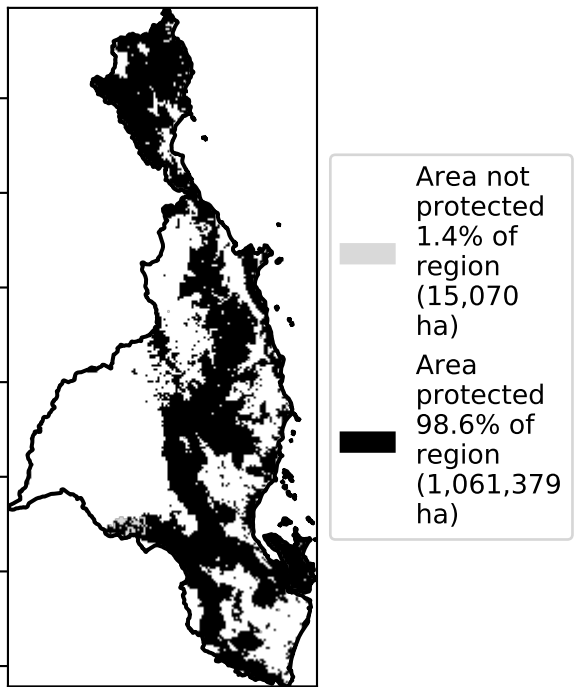 Area not
protected
1.4% of
region
(15,070
ha)
Area
protected
98.6% of
region
(1,061,379
ha)